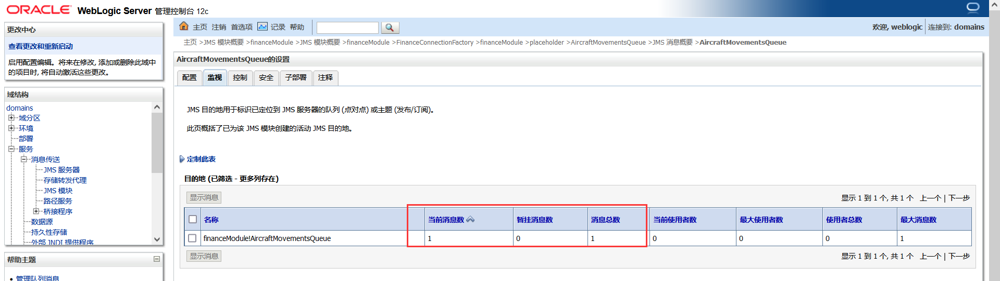 ORACLE WebLogic Server 管理控制台 12c
更改中心
查看更改和重新启动
启用配置编辑。将来在修改, 添加或删除此域中
的项目时, 将自动激活这些更改。
域结构
domains
域分区
环境
部署
服务
消息传送
JMS 服务器
存储转发代理
JMS 模块
路径服务
桥接程序
数据源
持久性存储
外部 JNDI 提供程序
帮助主题
管理队列消息
主页 注销 首选项 记录 帮助
欢迎, weblogic 连接到: domains
主页 >JMS 模块概要 >financeModule >JMS 模块概要 >financeModule >FinanceConnectionFactory >financeModule >placeholder >AircraftMovementsQueue >JMS 消息概要 >AircraftMovementsQueue
AircraftMovementsQueue的设置
配置 监视 控制 安全 子部署 注释
JMS 目的地用于标识已定位到 JMS 服务器的队列 (点对点) 或主题 (发布/订阅)。
此页概括了已为该 JMS 模块创建的活动 JMS 目的地。
定制此表
目的地 (已筛选 - 更多列存在)
显示消息 显示 1 到 1 个, 共 1 个 上一个 | 下一步
名称 当前消息数 暂挂消息数 消息总数 当前使用者数 最大使用者数 使用者总数 最大消息数
financeModule!AircraftMovementsQueue 1 0 1 0 0 0 1
显示消息 显示 1 到 1 个, 共 1 个 上一个 | 下一步